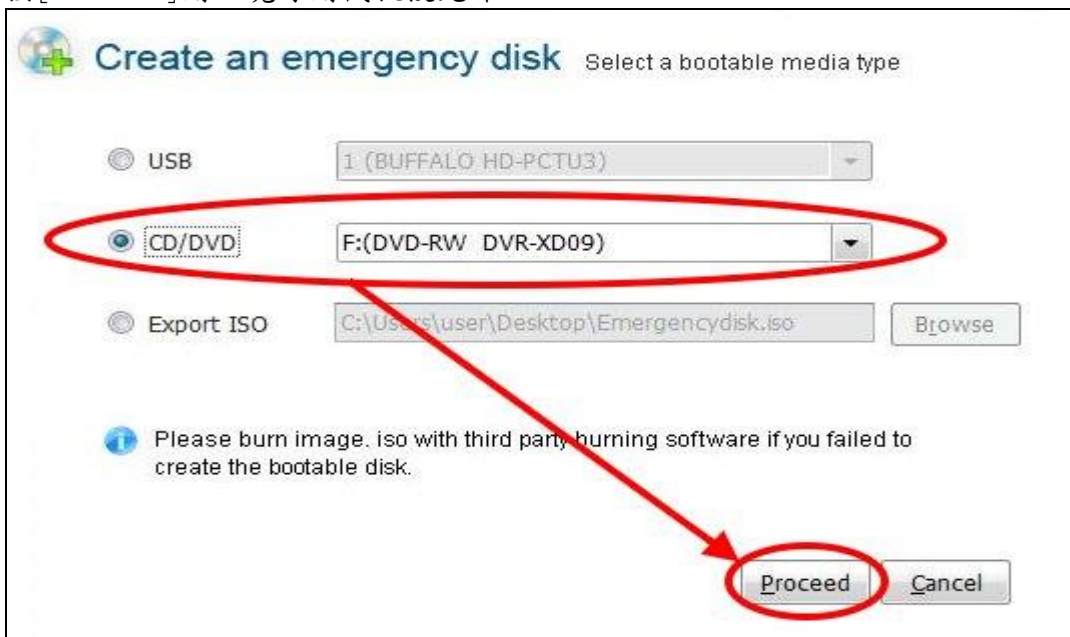 Create an emergency disk Select a bootable media type
USB 1 (BUFFALO HD-PCTU3)
CD/DVD F:(DVD-RW DVR-XD09)
Export ISO C:\Users\user\Desktop\Emergencydisk.iso Browse
Please burn image. iso with third party burning software if you failed to
create the bootable disk.
Proceed Cancel